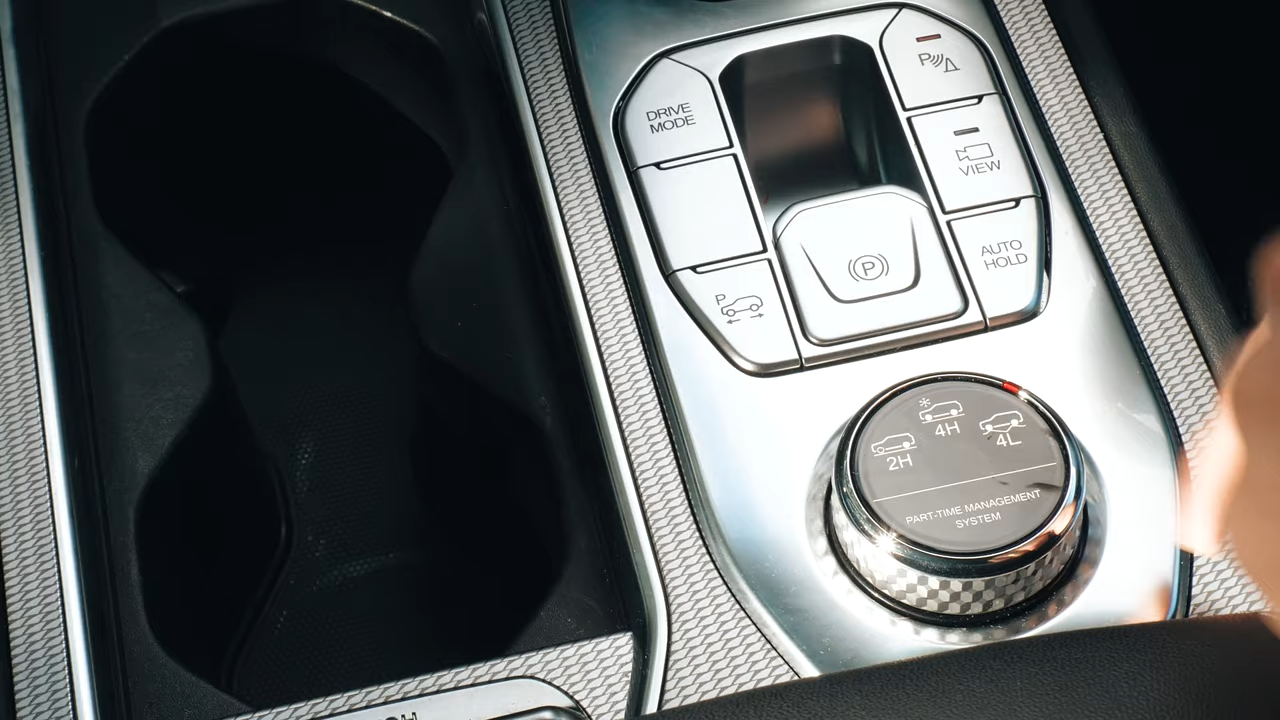 DRIVE
MODE
P
VIEW
AUTO
HOLD
P
P
2H
4H
4L
PART-TIME MANAGEMENT
SYSTEM